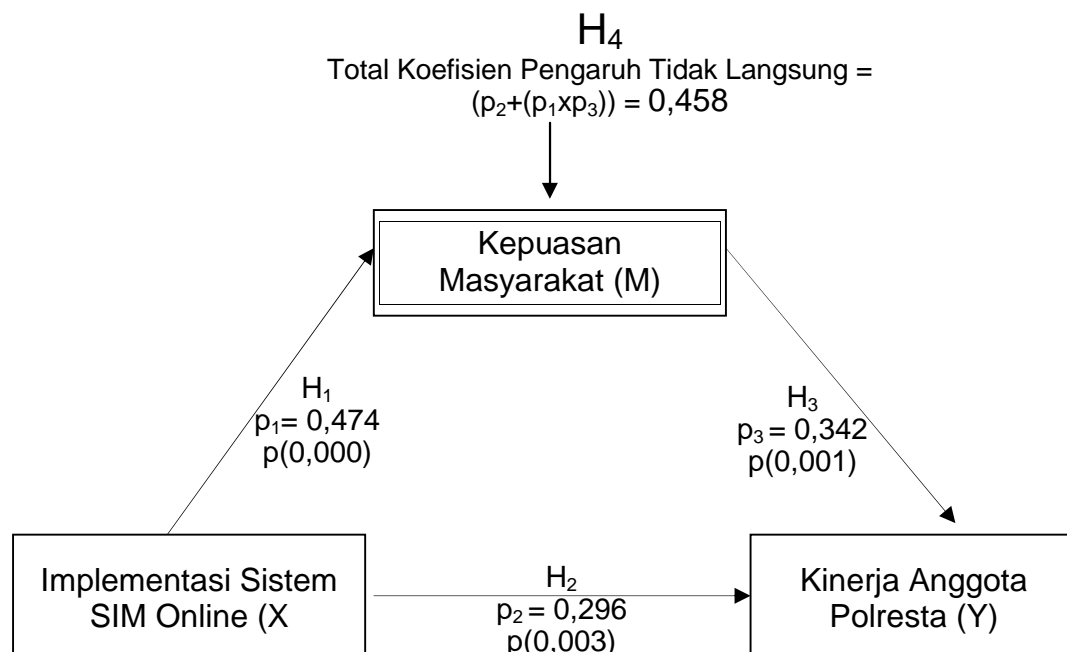 H₄
Total Koefisien Pengaruh Tidak Langsung =
(p₂+(p₁xp₃)) = 0,458
Kepuasan
Masyarakat (M)
H₁
p₁= 0,474
p(0,000)
H₃
p₃ = 0,342
p(0,001)
Implementasi Sistem
SIM Online (X
H₂
p₂ = 0,296
p(0,003)
Kinerja Anggota
Polresta (Y)